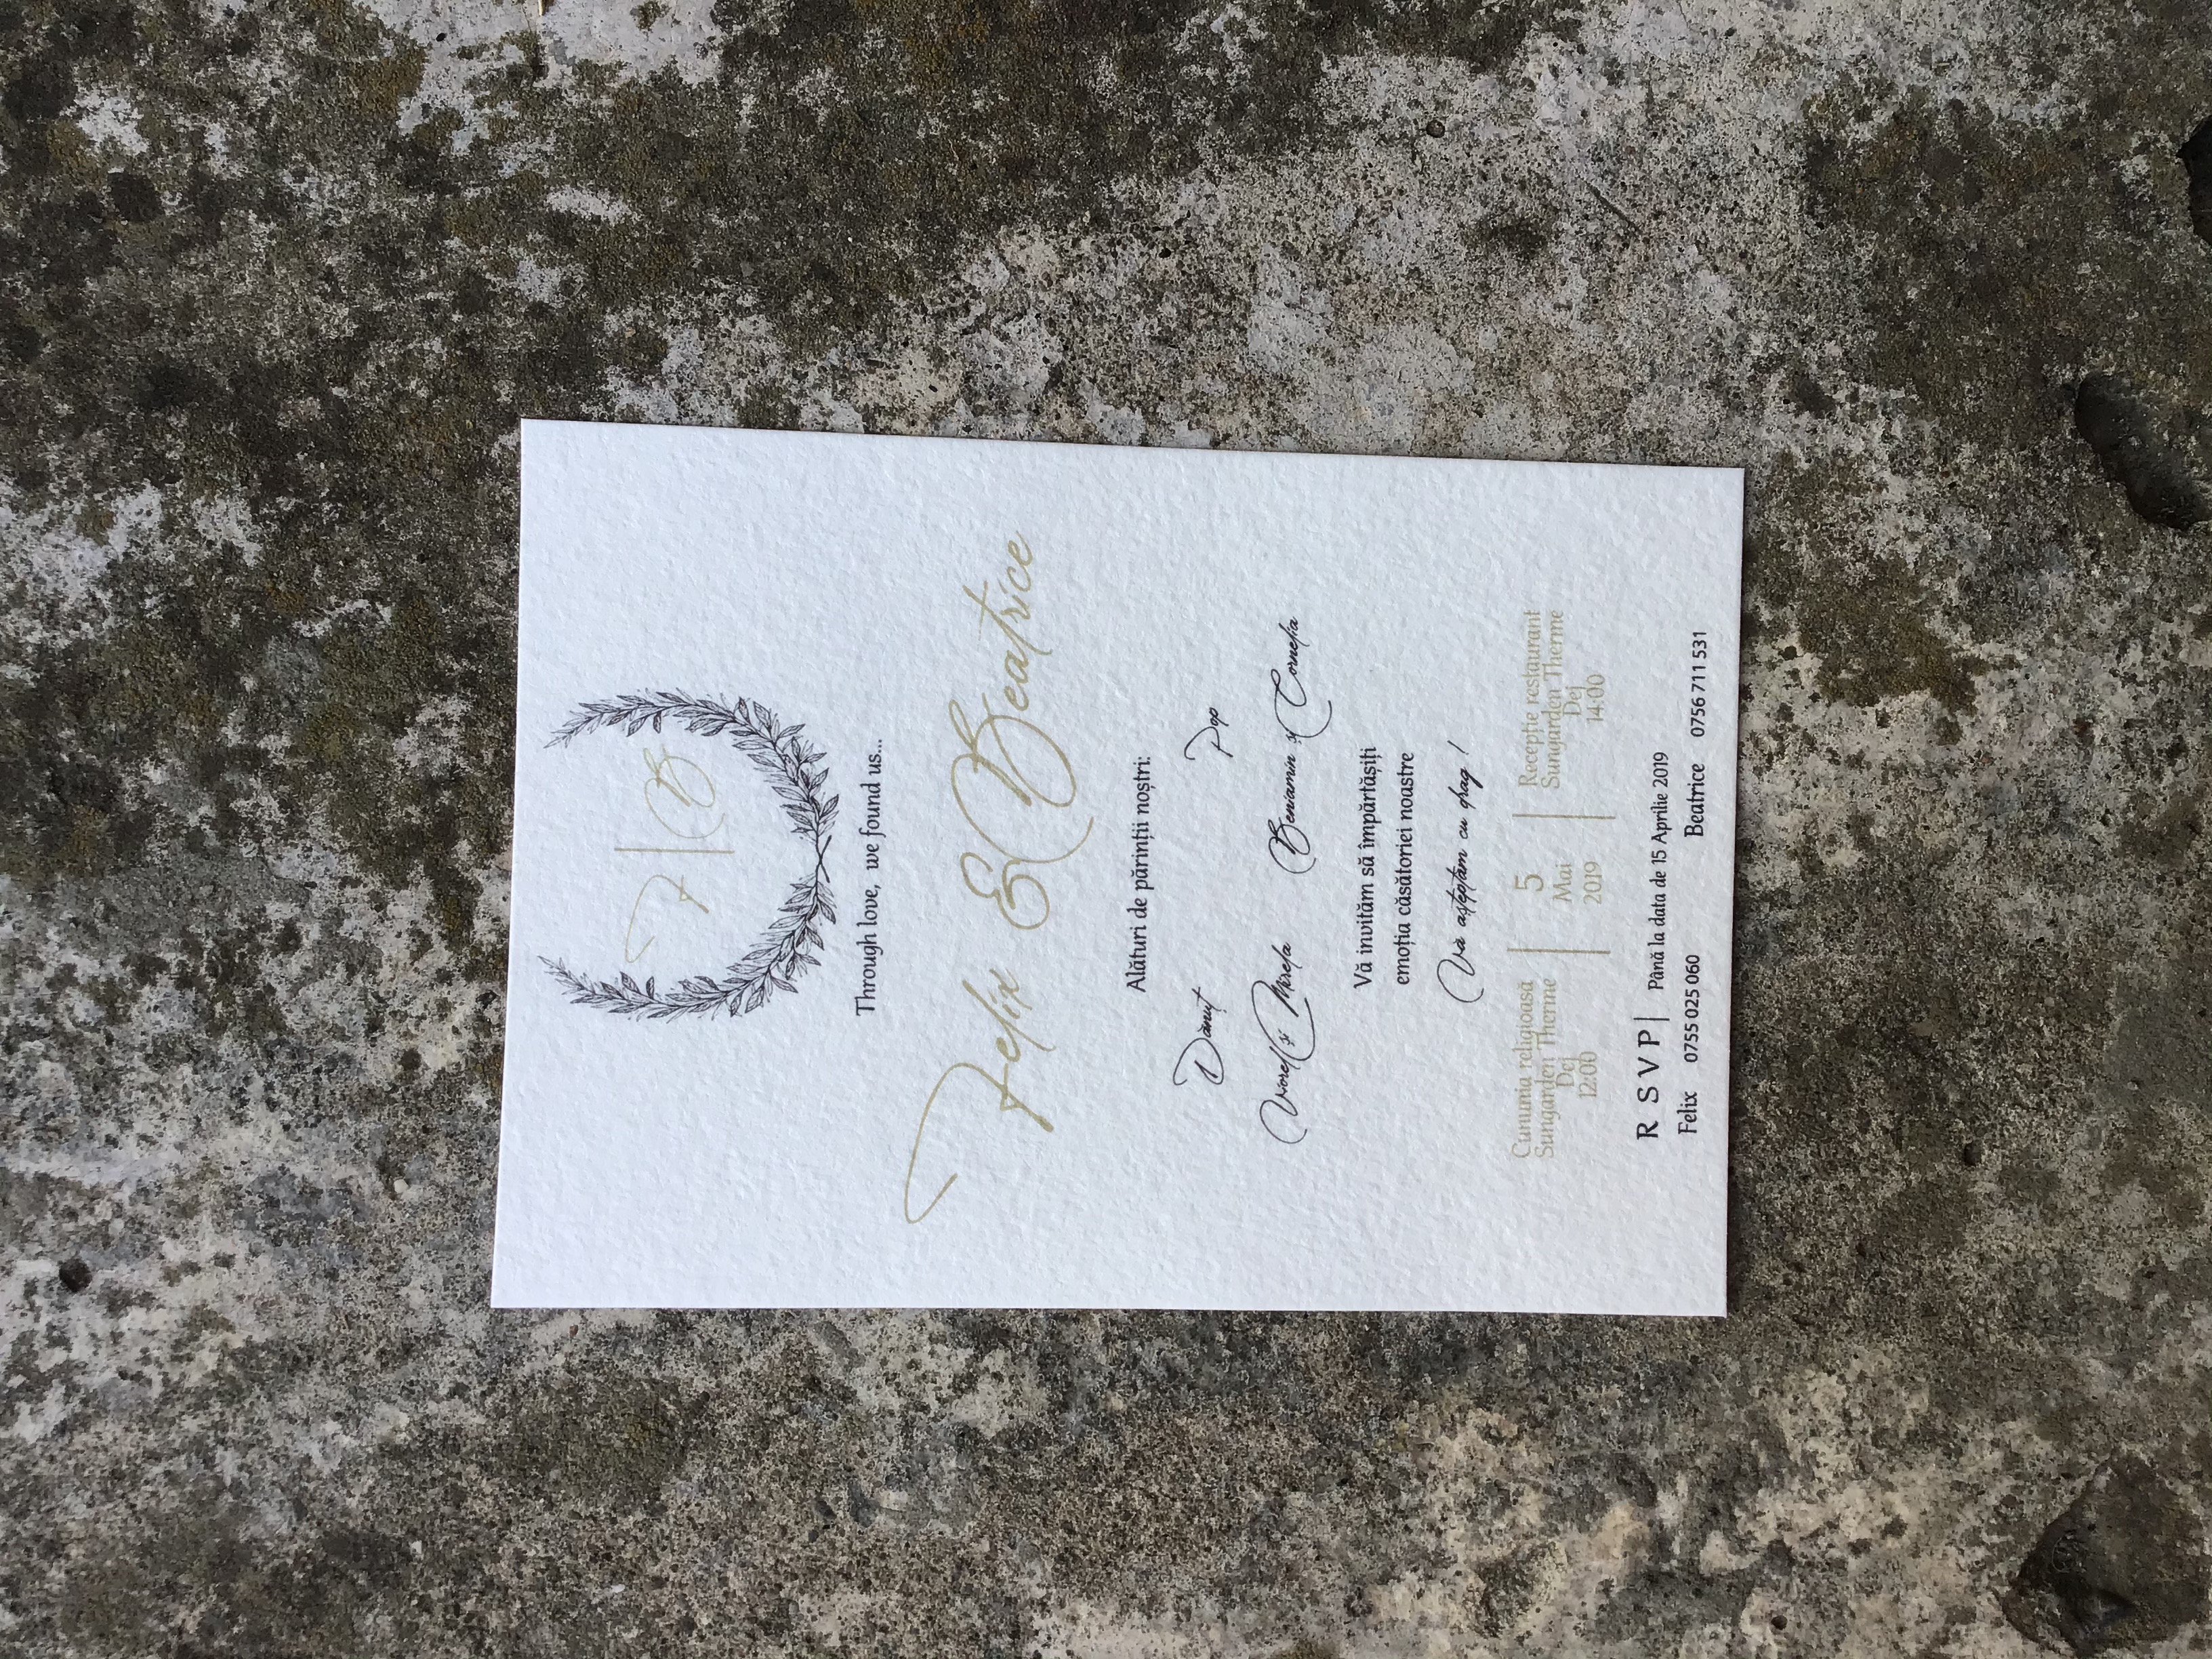 F | B
Through love, we found us...
Felix & Beatrice
Alături de părinții noștri:
Dănuț Pop
Viorel și Mirela Beniamin și Cornelia
Vă invităm să împărtășiți
emoția căsătoriei noastre
Vă așteptăm cu drag !
Cununia religioasă
Sungarden Therme
Dej
12:00
5
Mai
2019
Recepție restaurant
Sungarden Therme
Dej
14:00
R S V P | Până la data de 15 Aprilie 2019
Felix 0755 025 060 Beatrice 0756 711 531